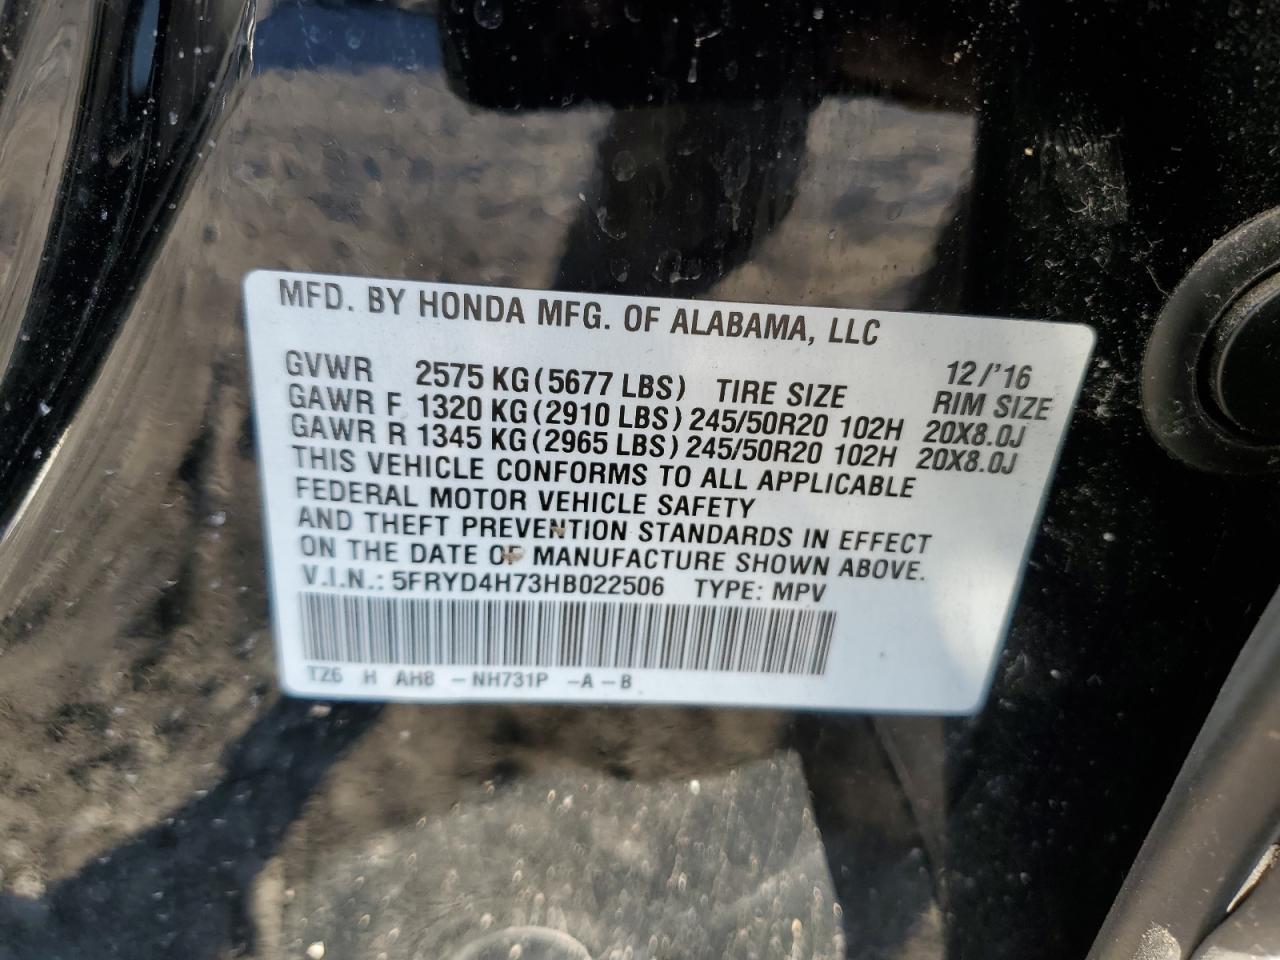 MFD. BY HONDA MFG. OF ALABAMA, LLC
12/'16
GVWR 2575 KG(5677 LBS) TIRE SIZE RIM SIZE
GAWR F 1320 KG(2910 LBS) 245/50R20 102H 20X8.0J
GAWR R 1345 KG(2965 LBS) 245/50R20 102H 20X8.0J
THIS VEHICLE CONFORMS TO ALL APPLICABLE
FEDERAL MOTOR VEHICLE SAFETY
AND THEFT PREVENTION STANDARDS IN EFFECT
ON THE DATE OF MANUFACTURE SHOWN ABOVE.
V.I.N.: 5FRYD4H73HB022506 TYPE: MPV
TZ6 H AH8 -NH731P -A-B